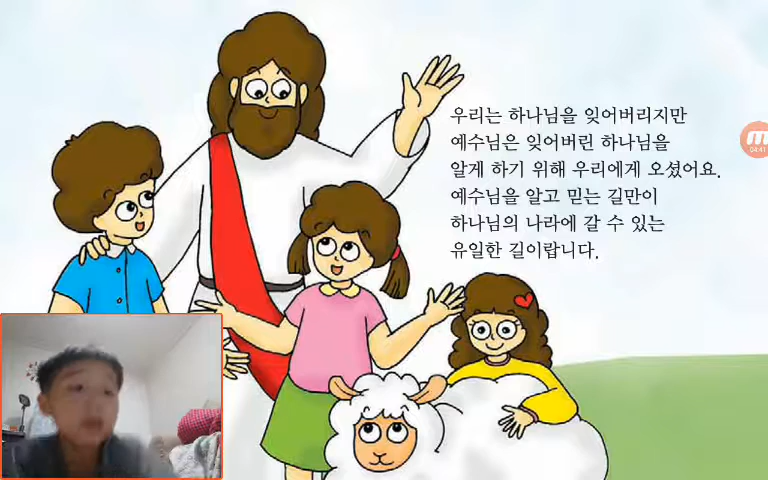 우리는 하나님을 잊어버리지만
예수님은 잊어버린 하나님을
알게 하기 위해 우리에게 오셨어요.
예수님을 알고 믿는 길만이
하나님의 나라에 갈 수 있는
유일한 길이랍니다.
04:41